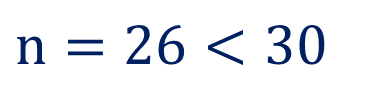 n = 26 < 30